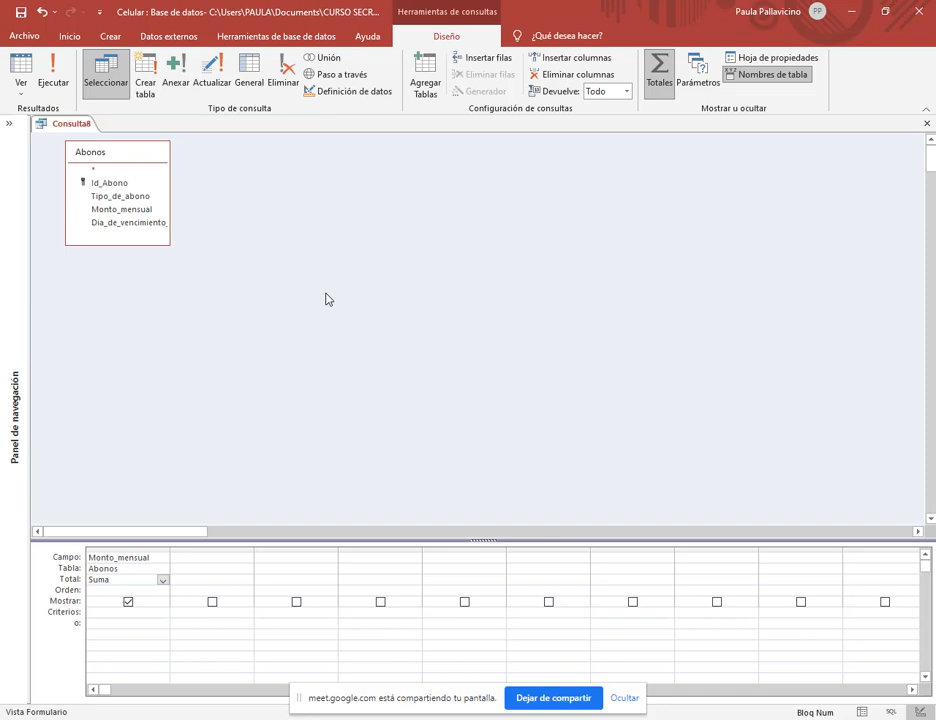 Celular : Base de datos- C:\Users\PAULA\Documents\CURSO SECR...
Herramientas de consultas
Paula Pallavicino
PP
Archivo
Inicio
Crear
Datos externos
Herramientas de base de datos
Ayuda
Diseño
¿Qué desea hacer?
Ver
Ejecutar
Seleccionar
Crear
tabla
Anexar
Actualizar
General
Eliminar
Unión
Paso a través
Definición de datos
Agregar
Tablas
Insertar filas
Eliminar filas
Generador
Insertar columnas
Eliminar columnas
Devuelve: Todo
Totales
Parámetros
Hoja de propiedades
Nombres de tabla
Resultados
Tipo de consulta
Configuración de consultas
Mostrar u ocultar
Consulta8
Abonos
*
Id_Abono
Tipo_de_abono
Monto_mensual
Dia_de_vencimiento_
Panel de navegación
Campo: Monto_mensual
Tabla: Abonos
Total: Suma
Orden:
Mostrar:
Criterios:
o:
meet.google.com está compartiendo tu pantalla.
Dejar de compartir
Ocultar
Vista Formulario
Bloq Num
SQL